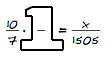 10/7 · 1 – = x/1505